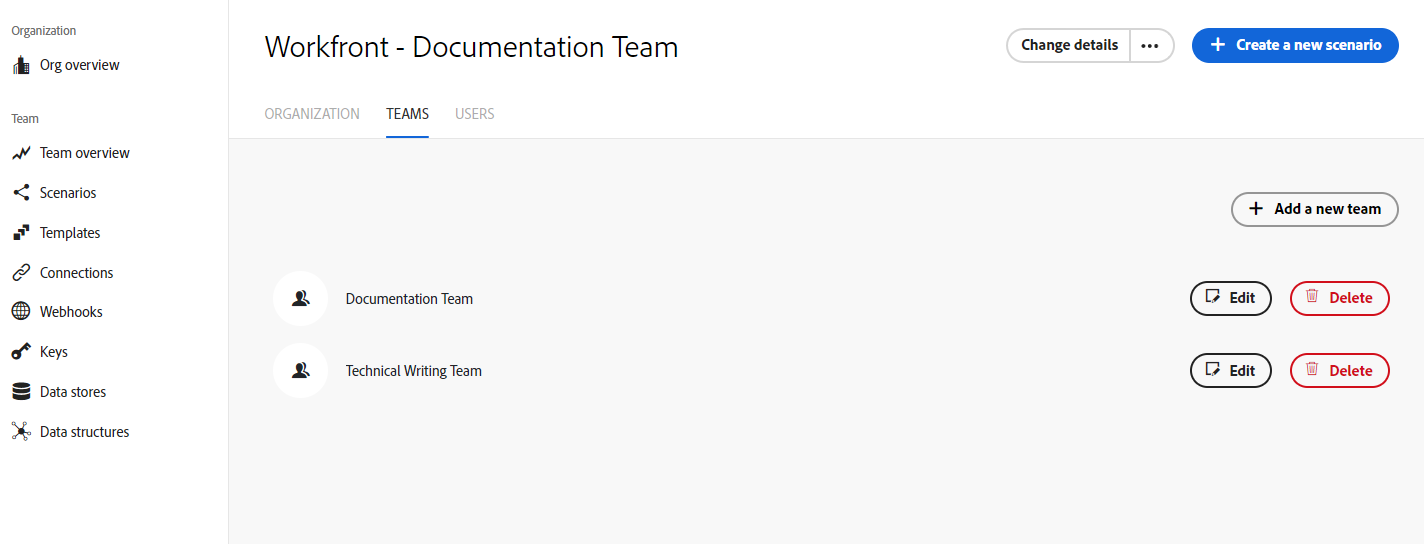 Organization
Org overview
Team
Team overview
Scenarios
Templates
Connections
Webhooks
Keys
Data stores
Data structures
Workfront - Documentation Team
Change details
Create a new scenario
ORGANIZATION TEAMS USERS
Add a new team
Documentation Team Edit Delete
Technical Writing Team Edit Delete